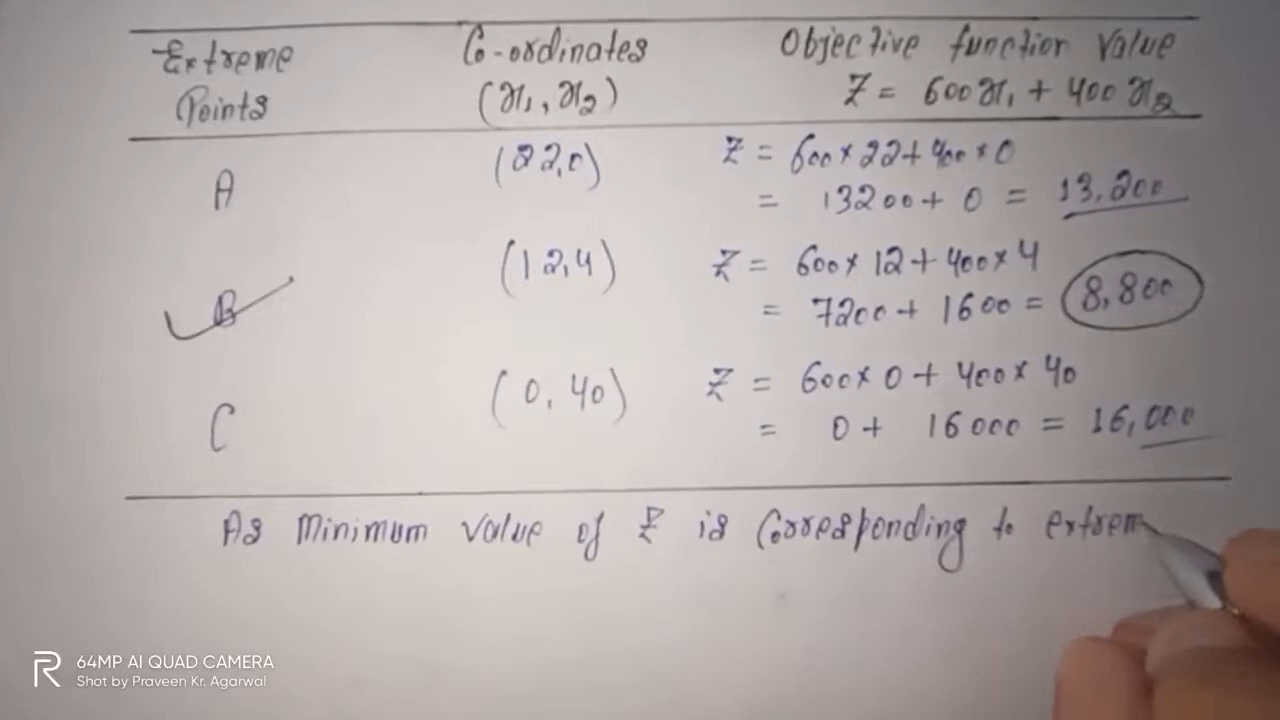 Extreme Points
Co-ordinates (x₁, x₂)
Objective function Value
Z = 600x₁ + 400x₂
A
(22,0)
Z = 600×22 + 400×0
= 13200 + 0 = 13,200
B
(12,4)
Z = 600×12 + 400×4
= 7200 + 1600 = 8,800
C
(0, 40)
Z = 600×0 + 400×40
= 0 + 16000 = 16,000
As Minimum value of Z is Corresponding to extrem
64MP AI QUAD CAMERA
Shot by Praveen Kr. Agarwal